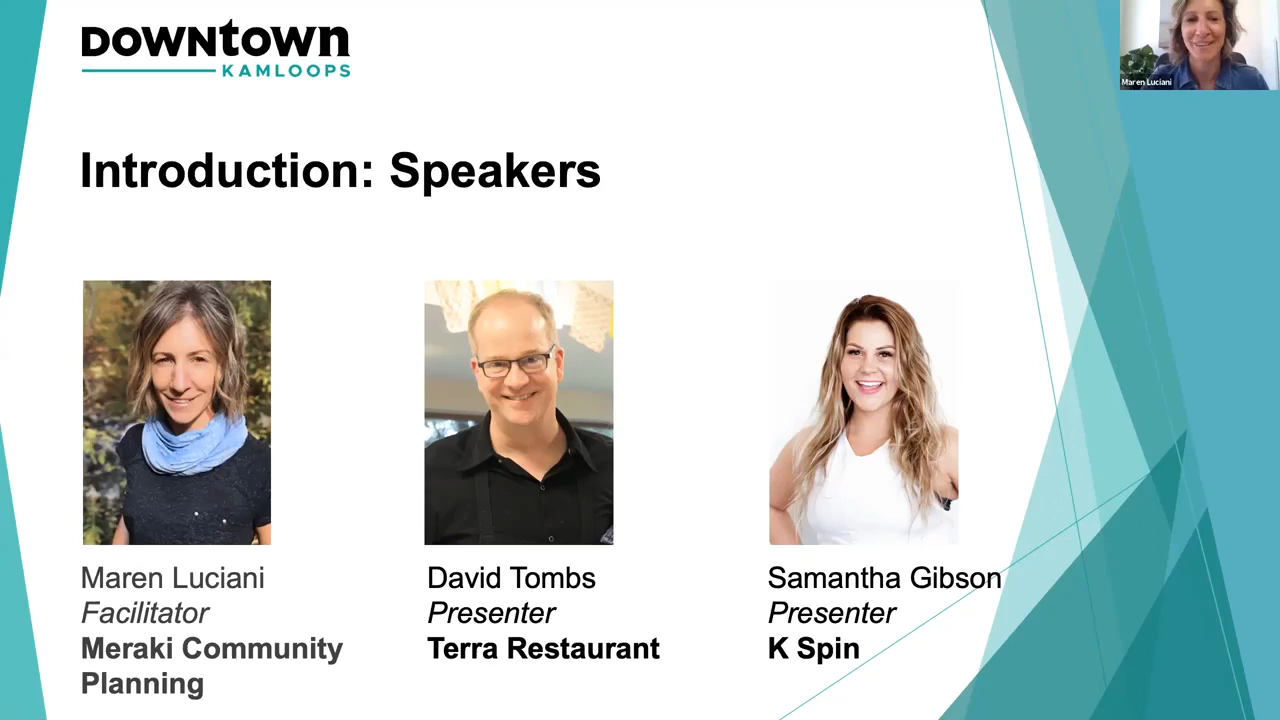 DOWNtown
KAMLOOPS
Maren Luciani
Introduction: Speakers
Maren Luciani
Facilitator
Meraki Community
Planning
David Tombs
Presenter
Terra Restaurant
Samantha Gibson
Presenter
K Spin